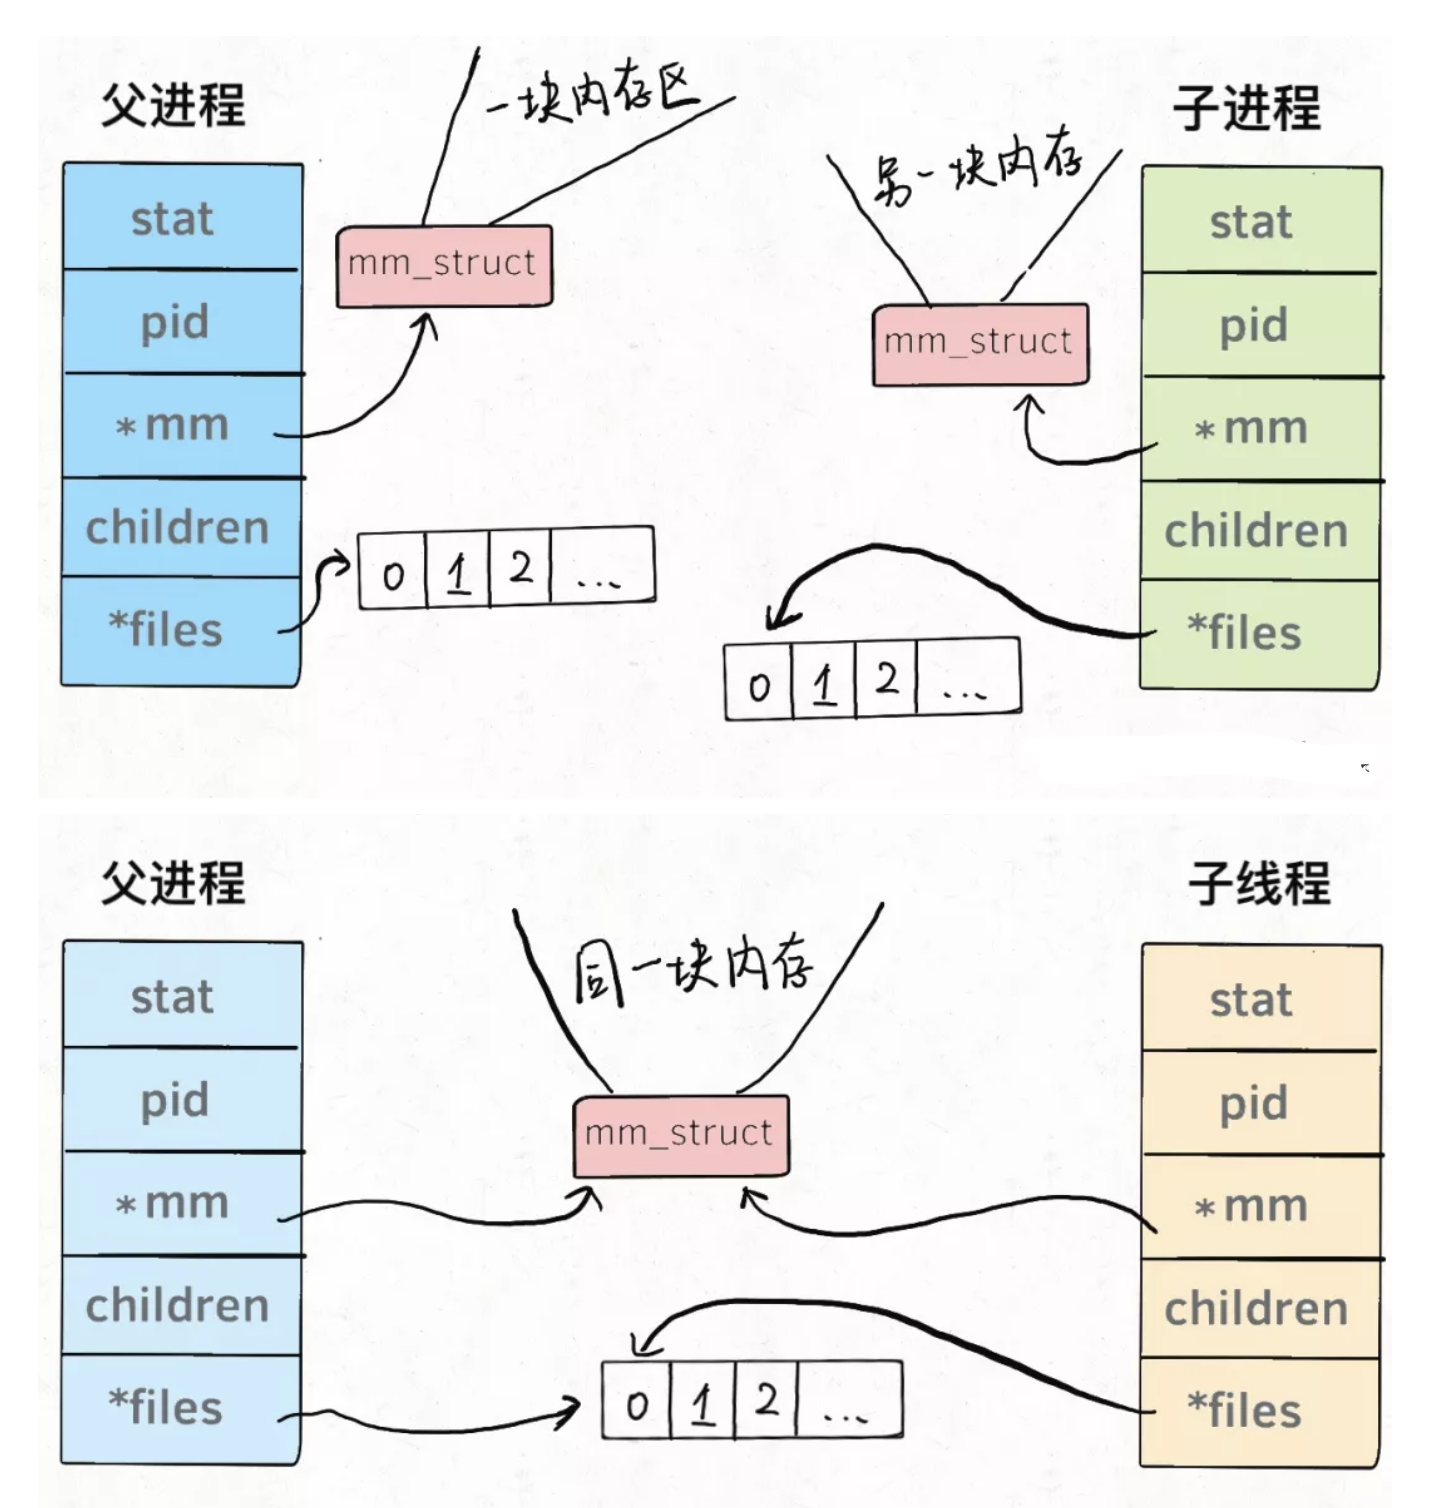 父进程
一块内存区
子进程
另一块内存
stat
stat
mm_struct
pid
pid
mm_struct
*mm
*mm
children
children
0 1 2 ...
*files
*files
0 1 2 ...
父进程
子线程
同一块内存
stat
stat
pid
pid
mm_struct
*mm
*mm
children
children
0 1 2 ...
*files
*files